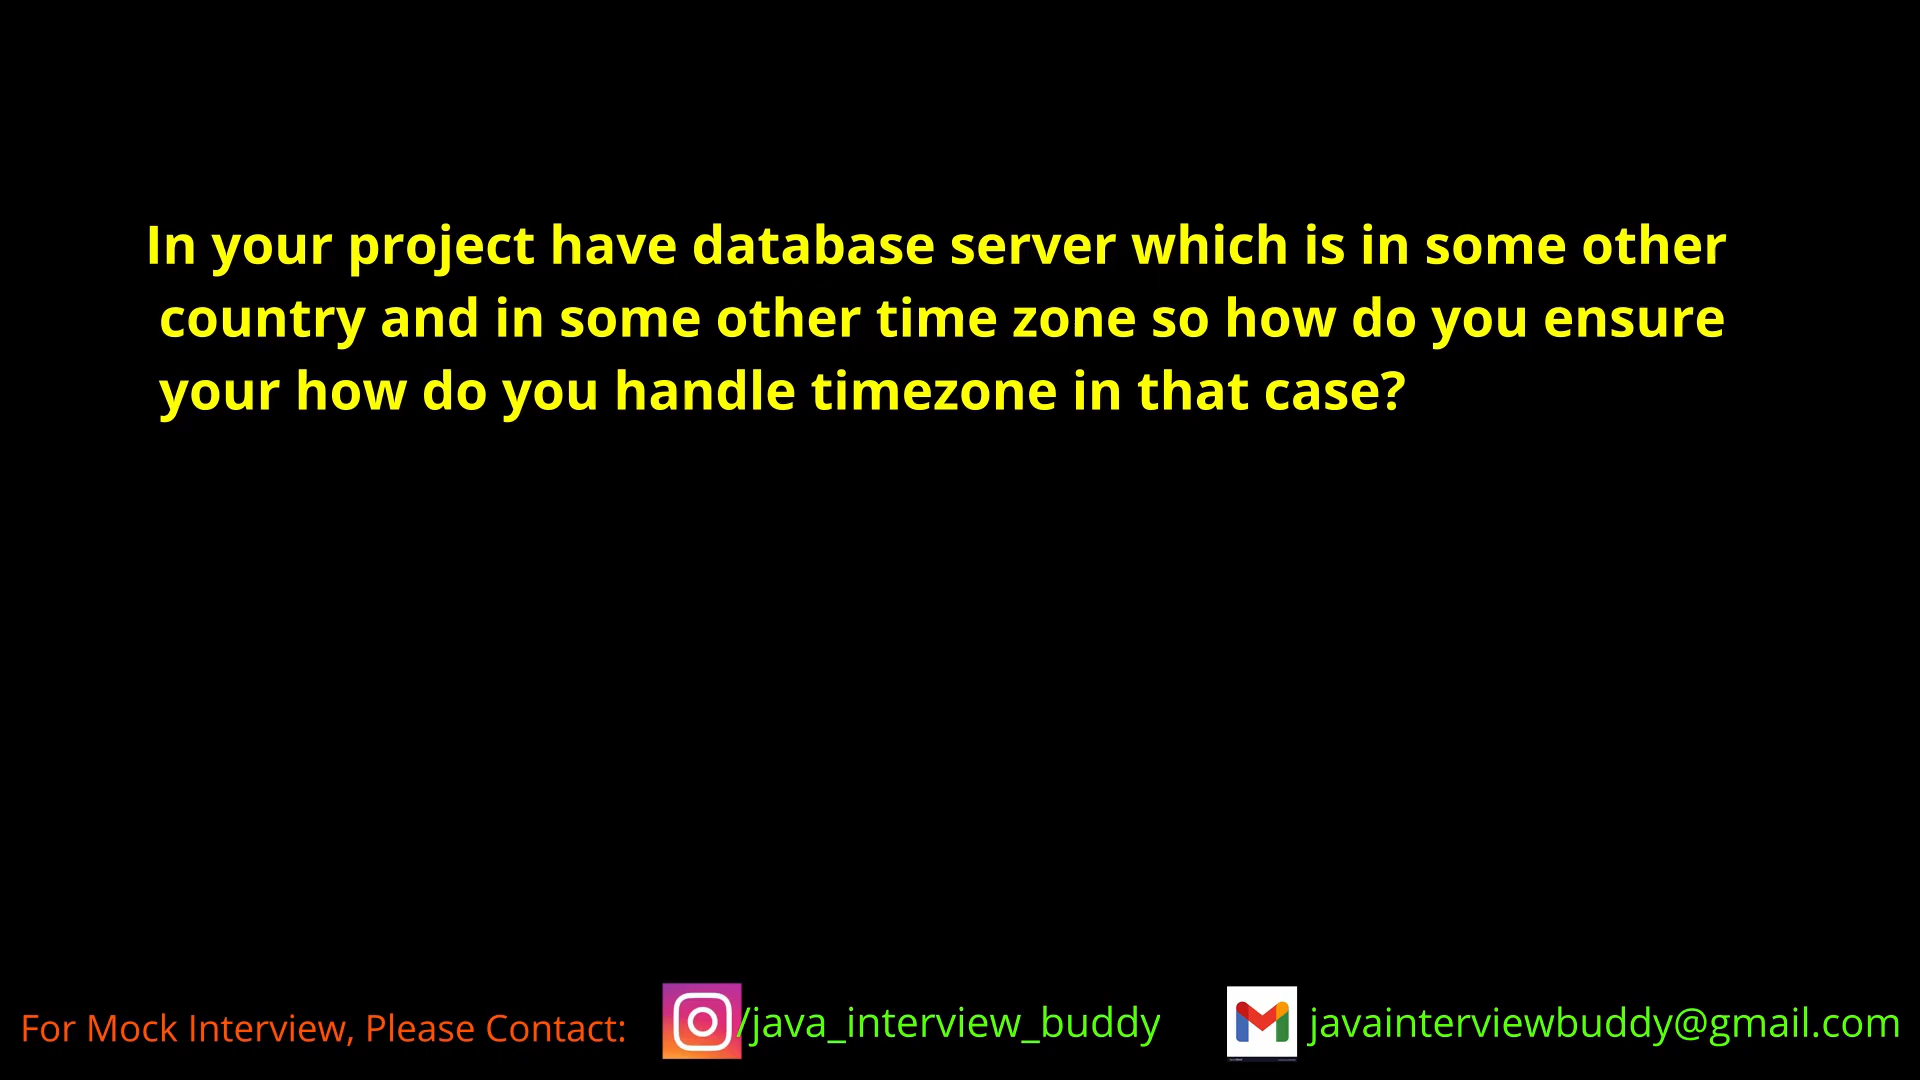 In your project have database server which is in some other
country and in some other time zone so how do you ensure
your how do you handle timezone in that case?
For Mock Interview, Please Contact: /java_interview_buddy javainterviewbuddy@gmail.com